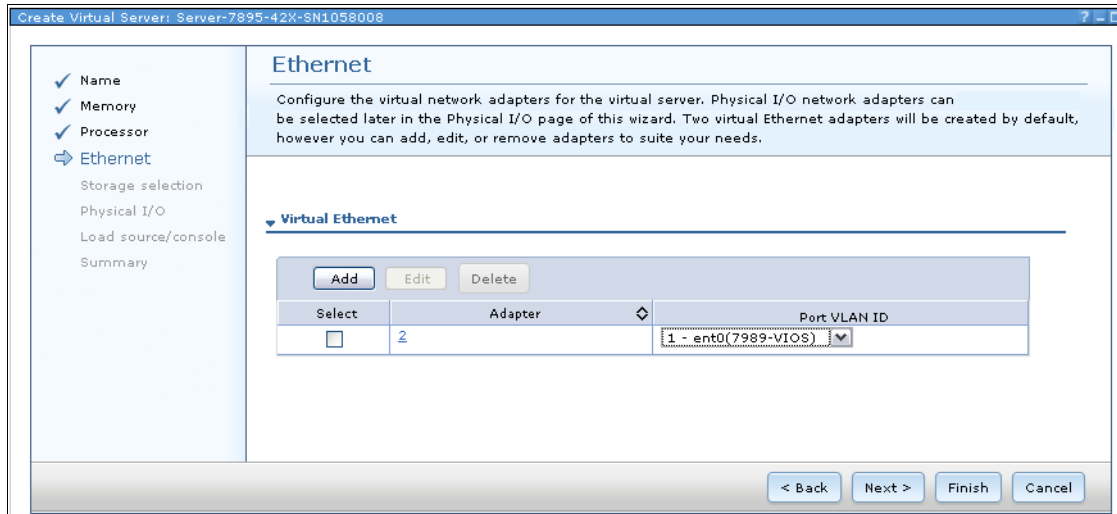 Create Virtual Server: Server-7895-42X-SN1058008
Name
Memory
Processor
Ethernet
Storage selection
Physical I/O
Load source/console
Summary
Ethernet
Configure the virtual network adapters for the virtual server. Physical I/O network adapters can
be selected later in the Physical I/O page of this wizard. Two virtual Ethernet adapters will be created by default,
however you can add, edit, or remove adapters to suite your needs.
Virtual Ethernet
Add Edit Delete
Select Adapter Port VLAN ID
2 1 - ent0(7989-VIOS)
< Back Next > Finish Cancel